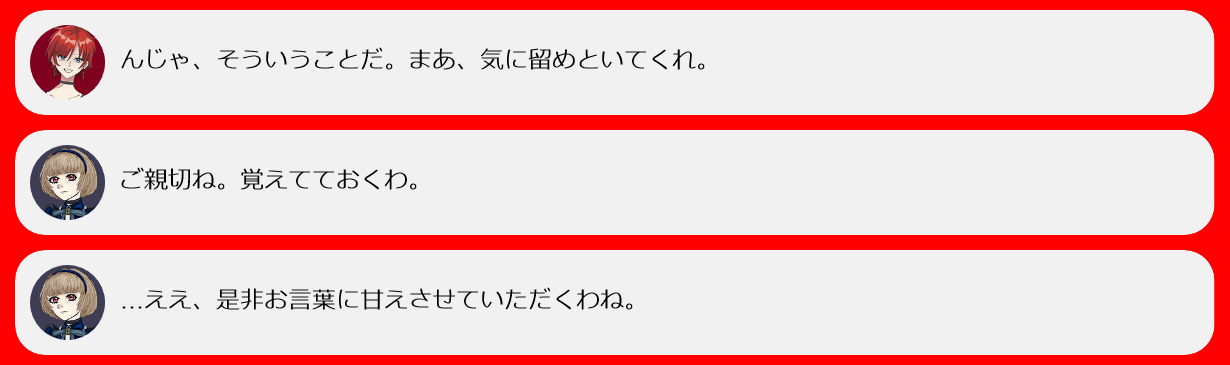 んじゃ、そういうことだ。まあ、気に留めといてくれ。
ご親切ね。覚えてておくわ。
…ええ、是非お言葉に甘えさせていただくわね。